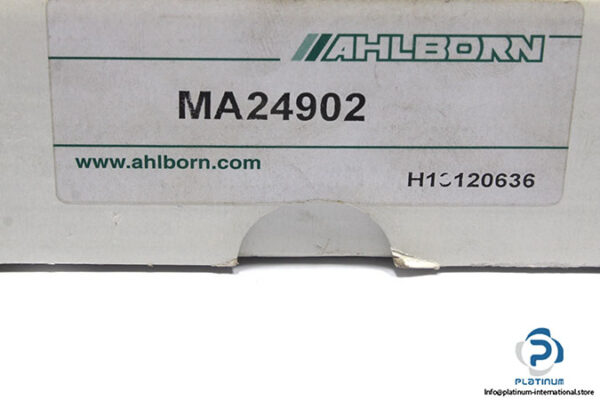 AHLBORN
MA24902
www.ahlborn.com
PLATINUM
Info@platinum-international.store